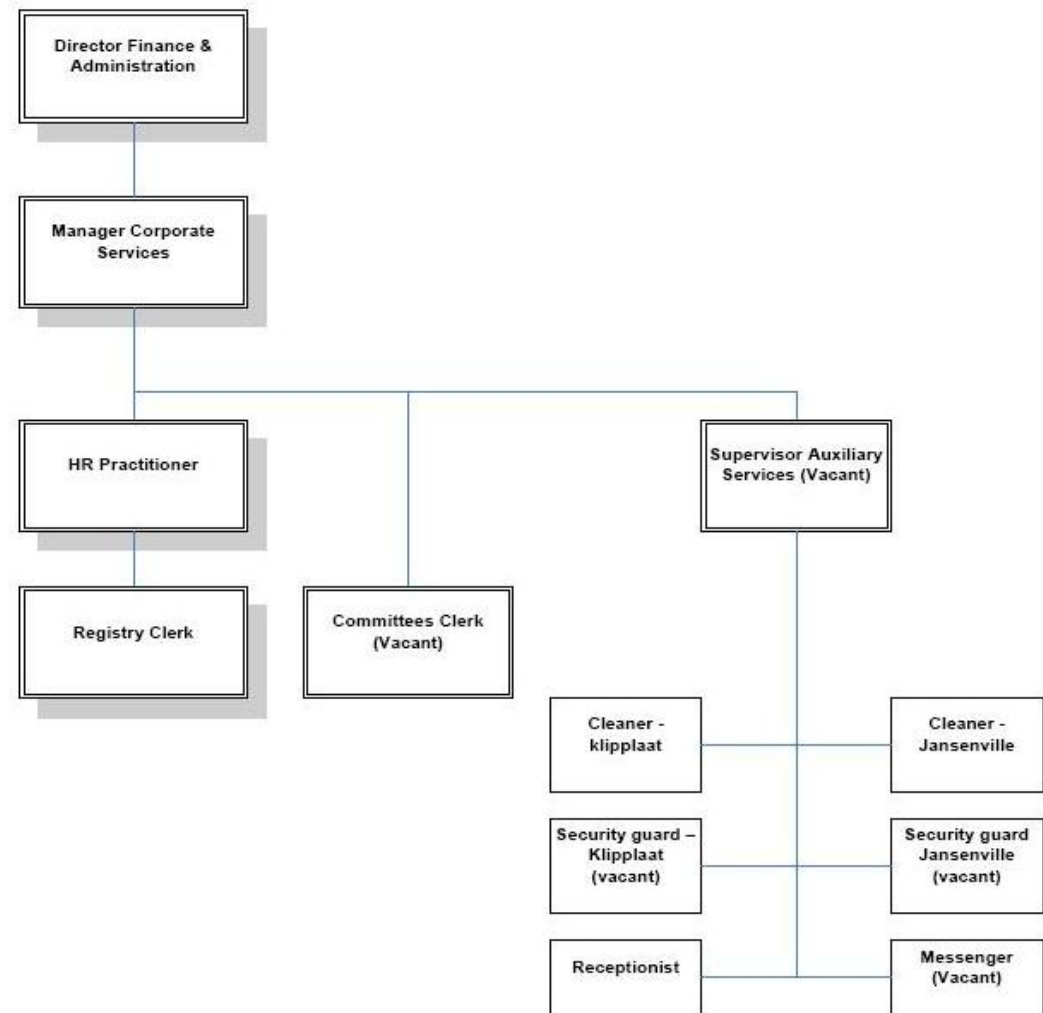 Director Finance &
Administration
Manager Corporate
Services
HR Practitioner
Supervisor Auxiliary
Services (Vacant)
Registry Clerk
Committees Clerk
(Vacant)
Cleaner -
klipplaat
Cleaner -
Jansenville
Security guard –
Klipplaat
(vacant)
Security guard
Jansenville
(vacant)
Receptionist
Messenger
(Vacant)